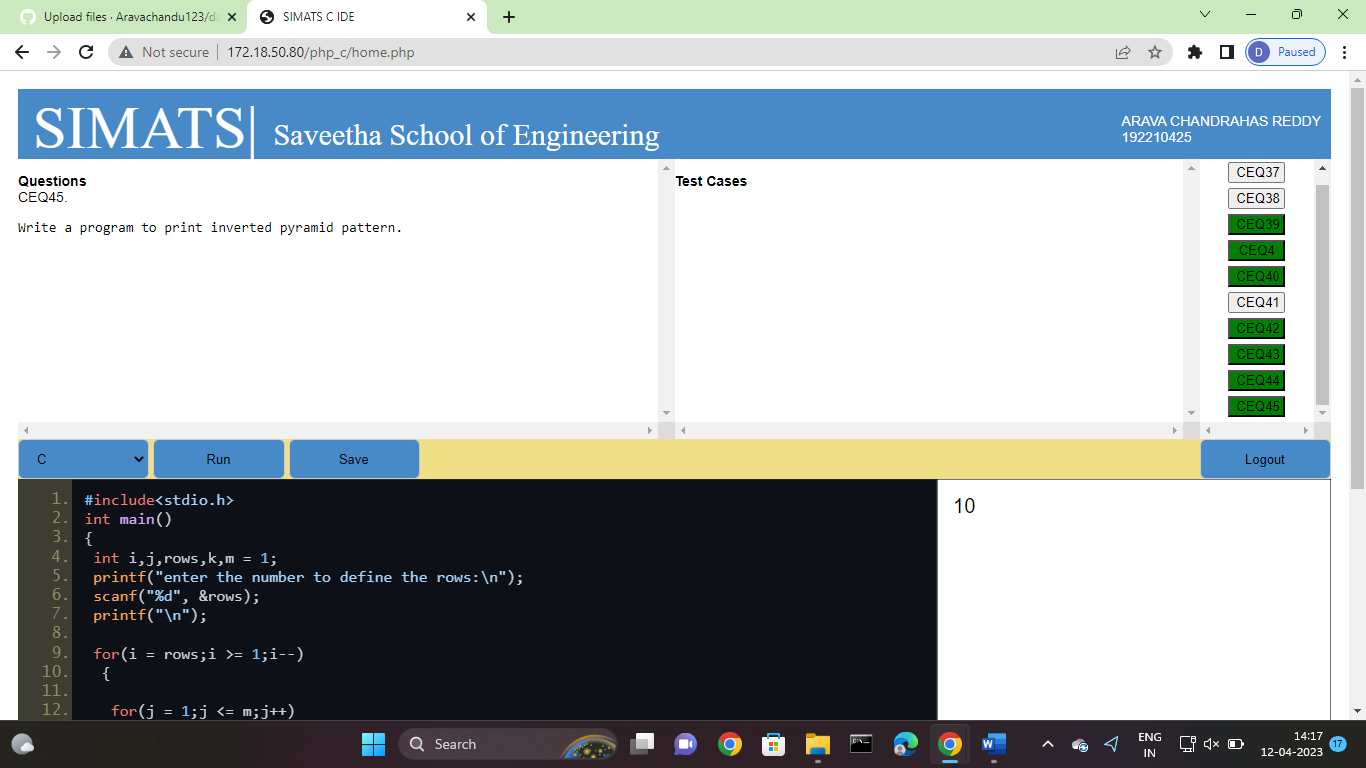 Upload files · Aravachandu123/da
SIMATS C IDE
Not secure
172.18.50.80/php_c/home.php
D
Paused
SIMATS|
Saveetha School of Engineering
ARAVA CHANDRAHAS REDDY
192210425
Questions
CEQ45.
Write a program to print inverted pyramid pattern.
Test Cases
CEQ37
CEQ38
CEQ39
CEQ4
CEQ40
CEQ41
CEQ42
CEQ43
CEQ44
CEQ45
C
Run
Save
Logout
1. #include<stdio.h>
2. int main()
3. {
4. int i,j,rows,k,m = 1;
5. printf("enter the number to define the rows:\n");
6. scanf("%d", &rows);
7. printf("\n");
8.
9. for(i = rows;i >= 1;i--)
10. {
11.
12. for(j = 1;j <= m;j++)
10
Search
ENG
IN
14:17
12-04-2023
17